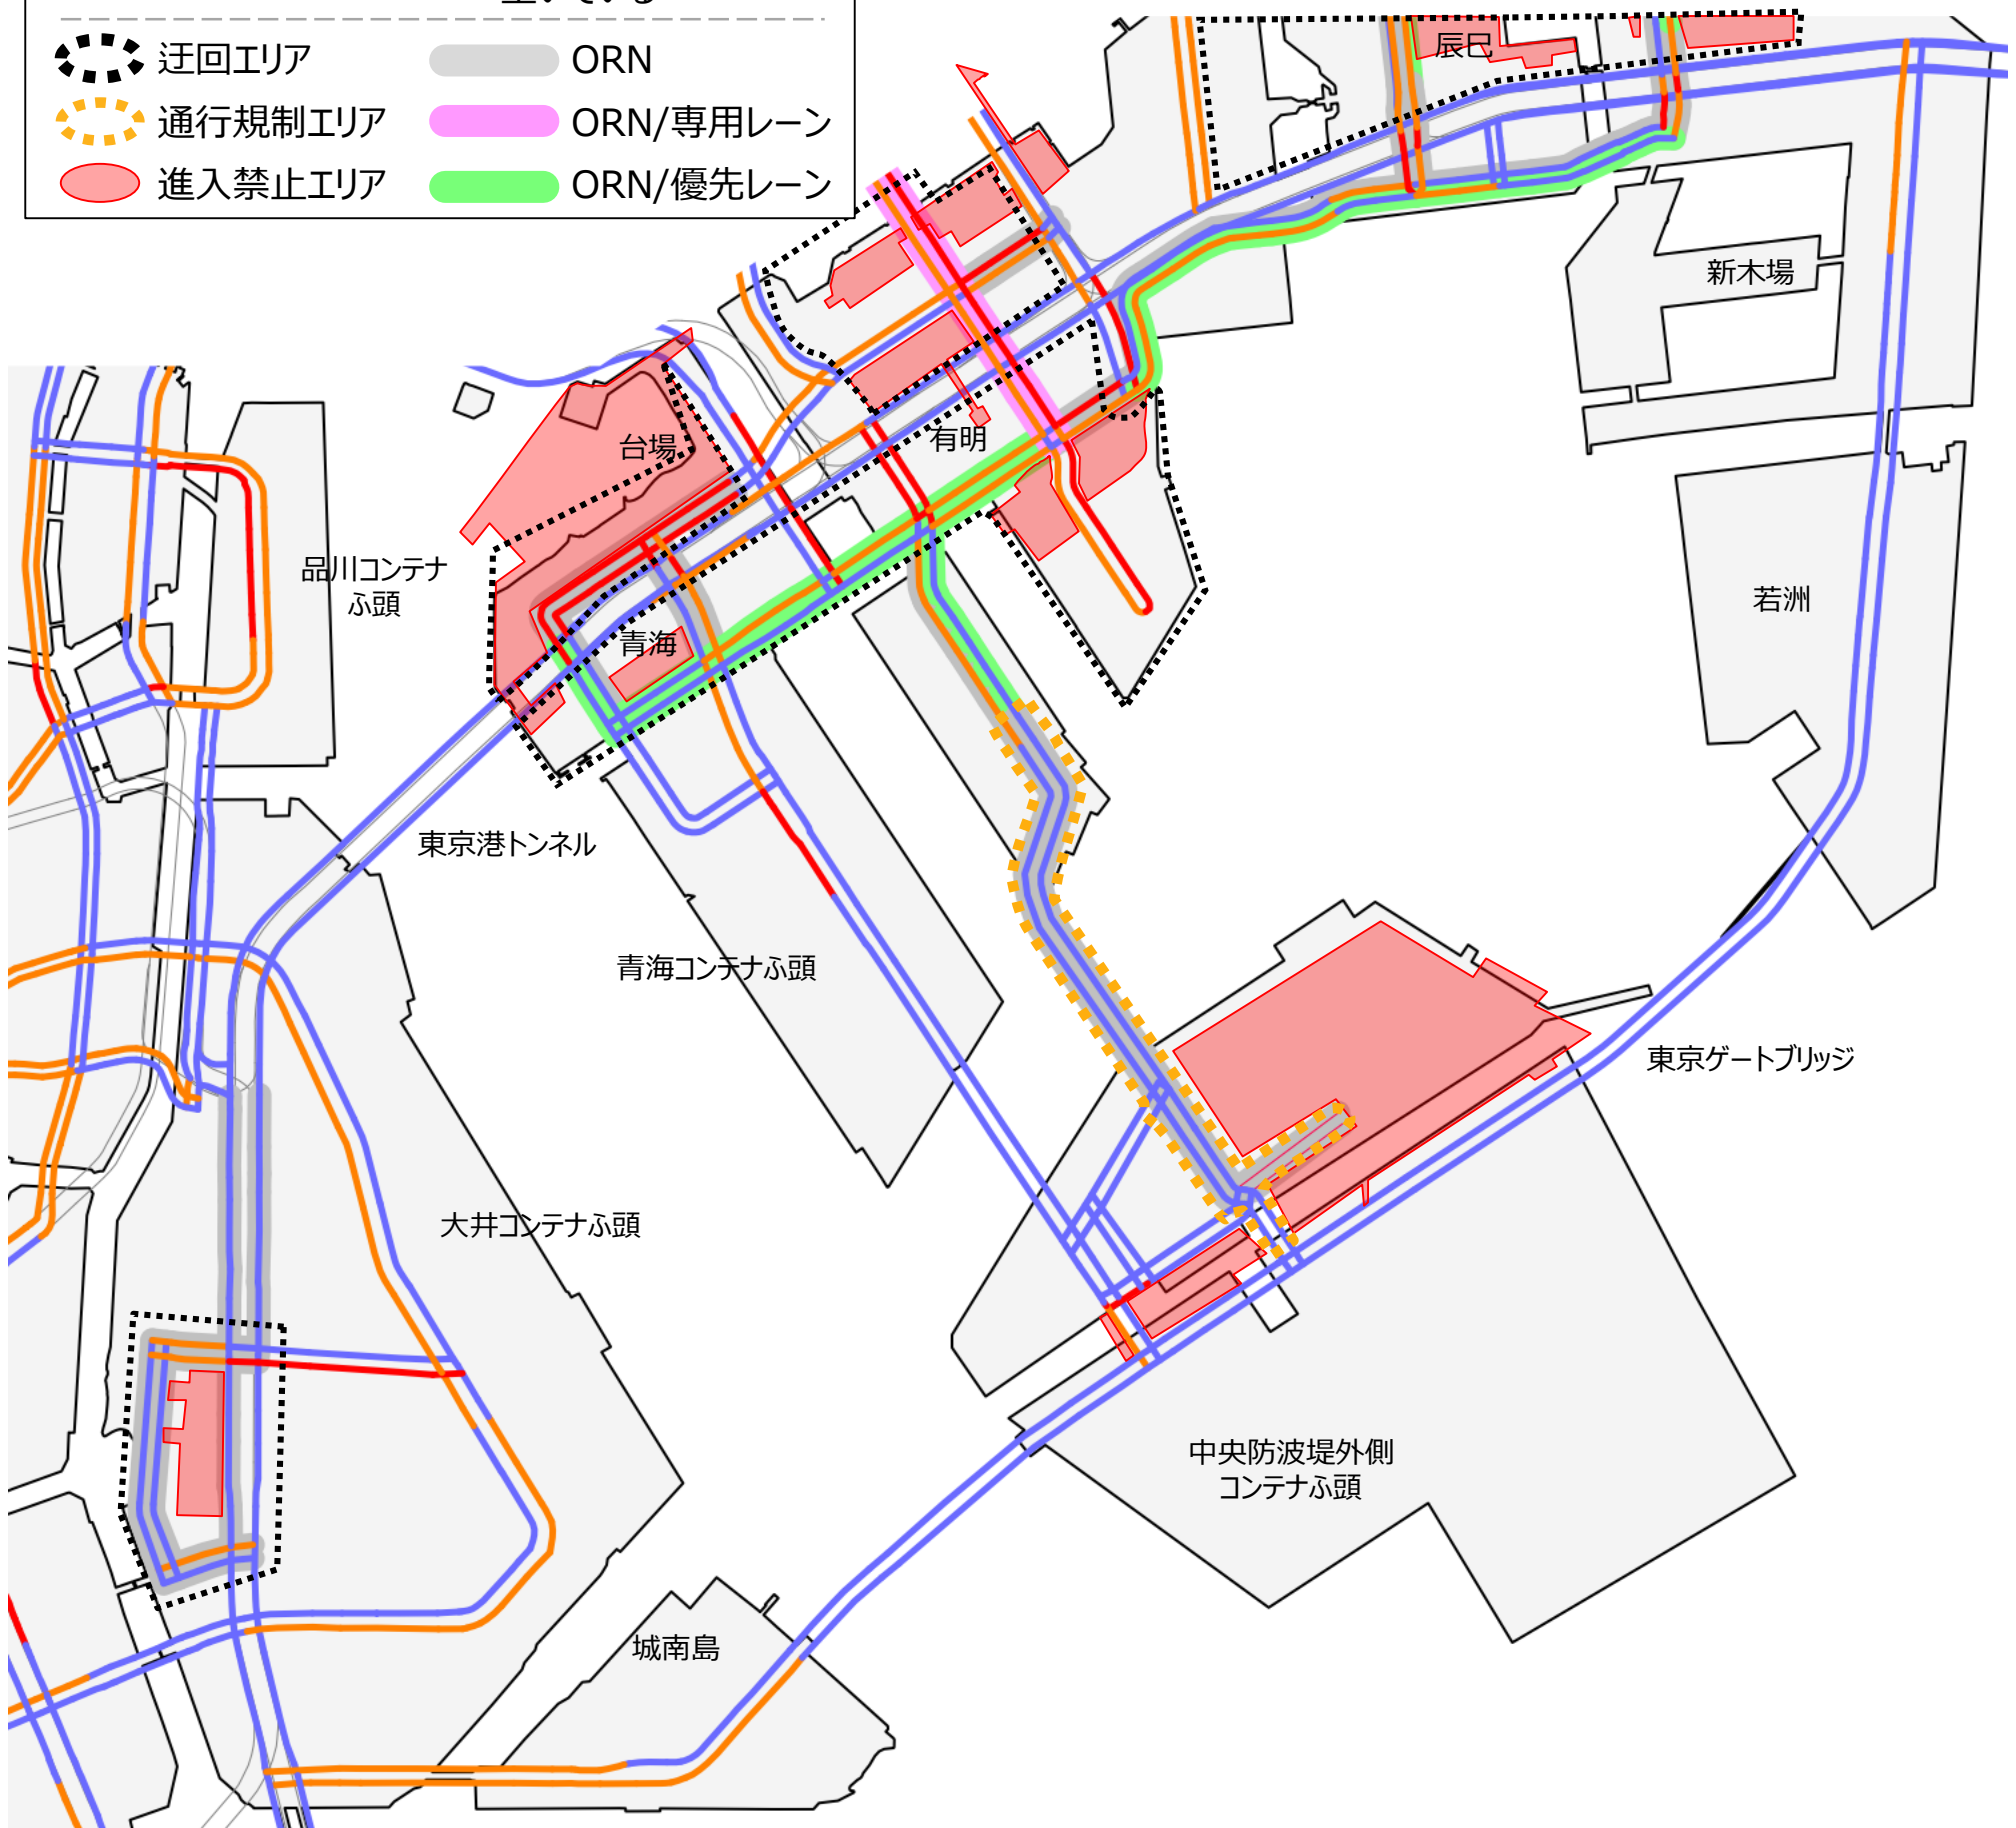 空いている
迂回エリア
ORN
通行規制エリア
ORN/専用レーン
進入禁止エリア
ORN/優先レーン
辰巳
新木場
有明
台場
品川コンテナ
ふ頭
若洲
青海
東京港トンネル
青海コンテナふ頭
東京ゲートブリッジ
大井コンテナふ頭
中央防波堤外側
コンテナふ頭
城南島